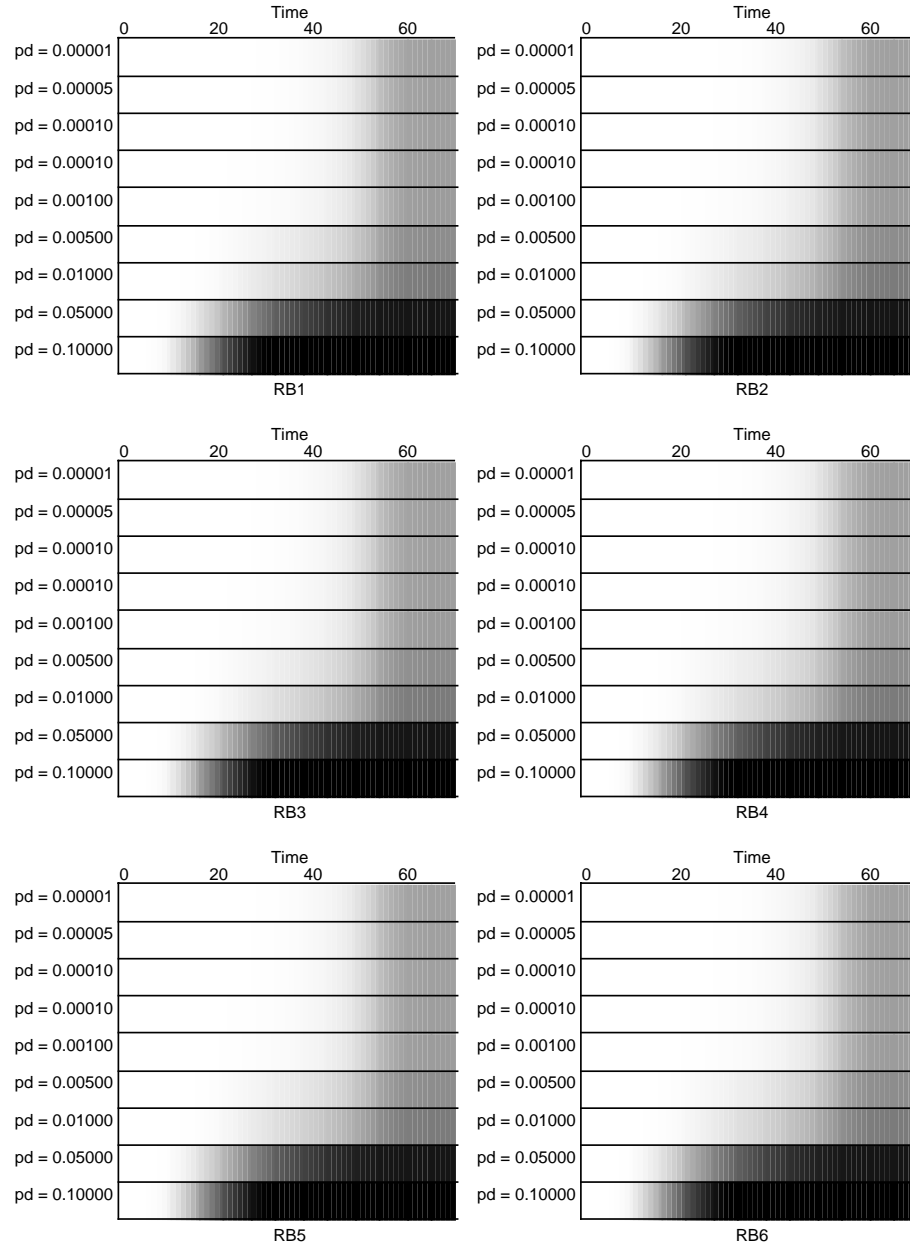 Time
0 20 40 60
pd = 0.00001
pd = 0.00005
pd = 0.00010
pd = 0.00010
pd = 0.00100
pd = 0.00500
pd = 0.01000
pd = 0.05000
pd = 0.10000
RB1
Time
0 20 40 60
pd = 0.00001
pd = 0.00005
pd = 0.00010
pd = 0.00010
pd = 0.00100
pd = 0.00500
pd = 0.01000
pd = 0.05000
pd = 0.10000
RB2
Time
0 20 40 60
pd = 0.00001
pd = 0.00005
pd = 0.00010
pd = 0.00010
pd = 0.00100
pd = 0.00500
pd = 0.01000
pd = 0.05000
pd = 0.10000
RB3
Time
0 20 40 60
pd = 0.00001
pd = 0.00005
pd = 0.00010
pd = 0.00010
pd = 0.00100
pd = 0.00500
pd = 0.01000
pd = 0.05000
pd = 0.10000
RB4
Time
0 20 40 60
pd = 0.00001
pd = 0.00005
pd = 0.00010
pd = 0.00010
pd = 0.00100
pd = 0.00500
pd = 0.01000
pd = 0.05000
pd = 0.10000
RB5
Time
0 20 40 60
pd = 0.00001
pd = 0.00005
pd = 0.00010
pd = 0.00010
pd = 0.00100
pd = 0.00500
pd = 0.01000
pd = 0.05000
pd = 0.10000
RB6